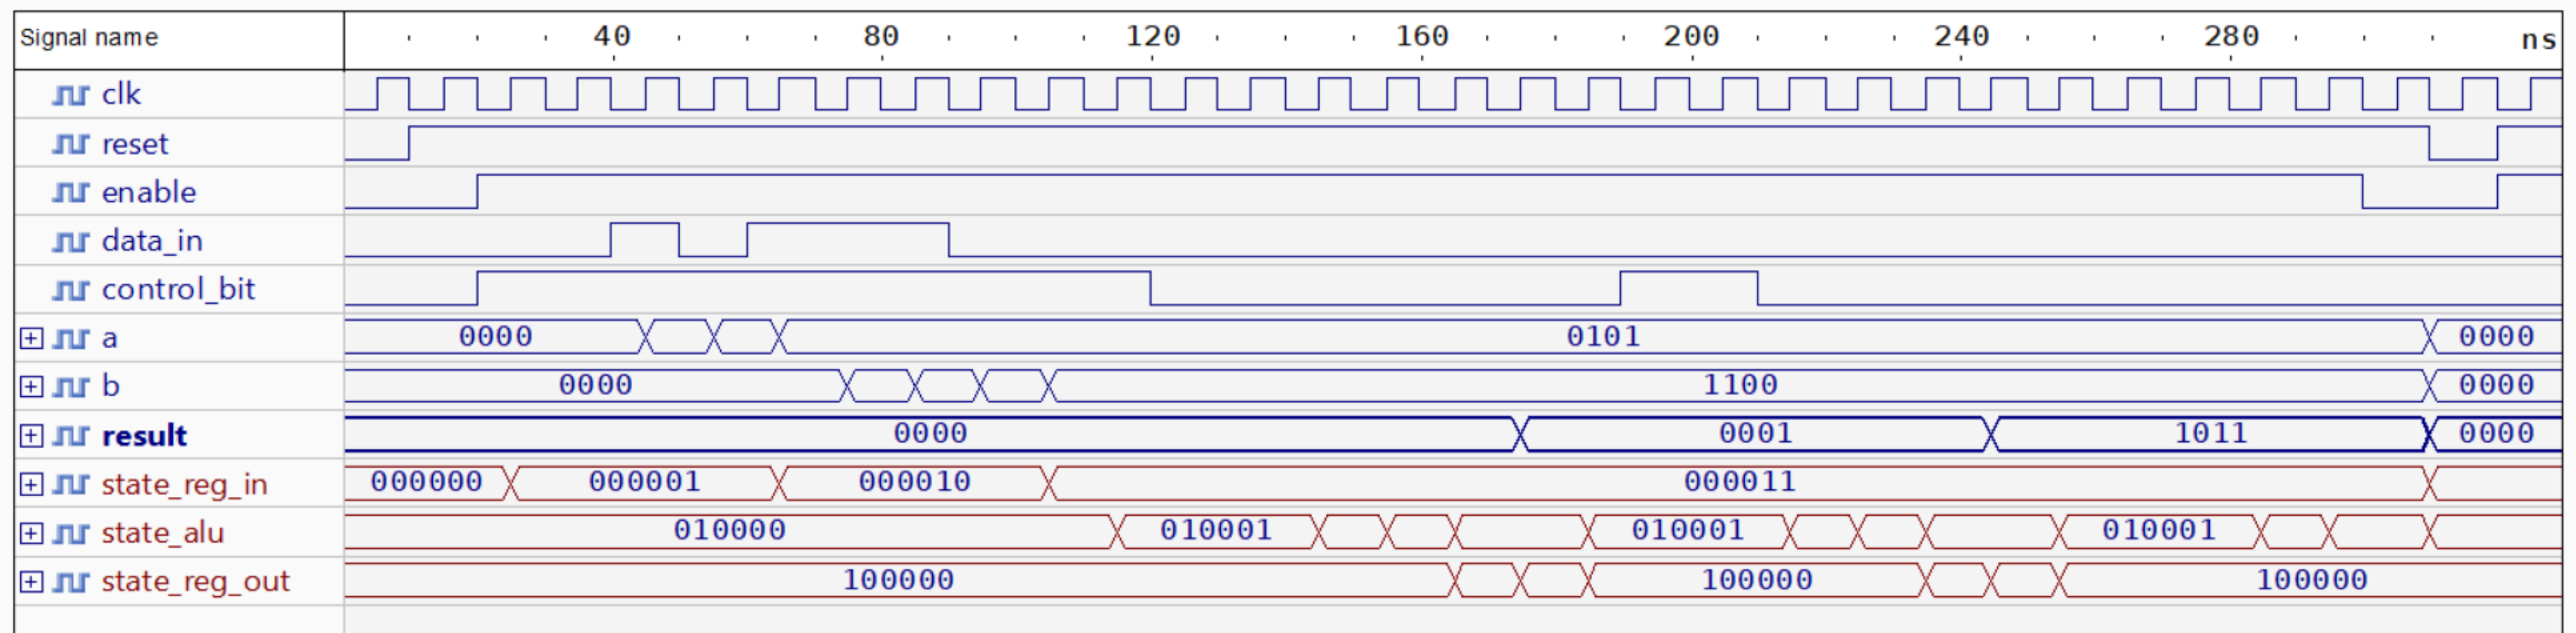 Signal name 40 80 120 160 200 240 280 ns
clk
reset
enable
data_in
control_bit
a 0000 0101 0000
b 0000 1100 0000
result 0000 0001 1011 0000
state_reg_in 000000 000001 000010 000011
state_alu 010000 010001 010001 010001
state_reg_out 100000 100000 100000